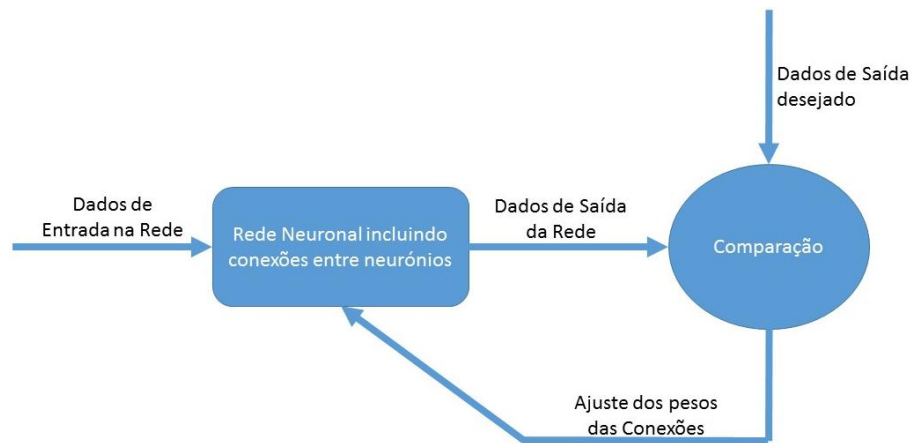 Dados de Saída
desejado
Dados de
Entrada na Rede
Rede Neuronal incluindo
conexões entre neurónios
Dados de Saída
da Rede
Comparação
Ajuste dos pesos
das Conexões